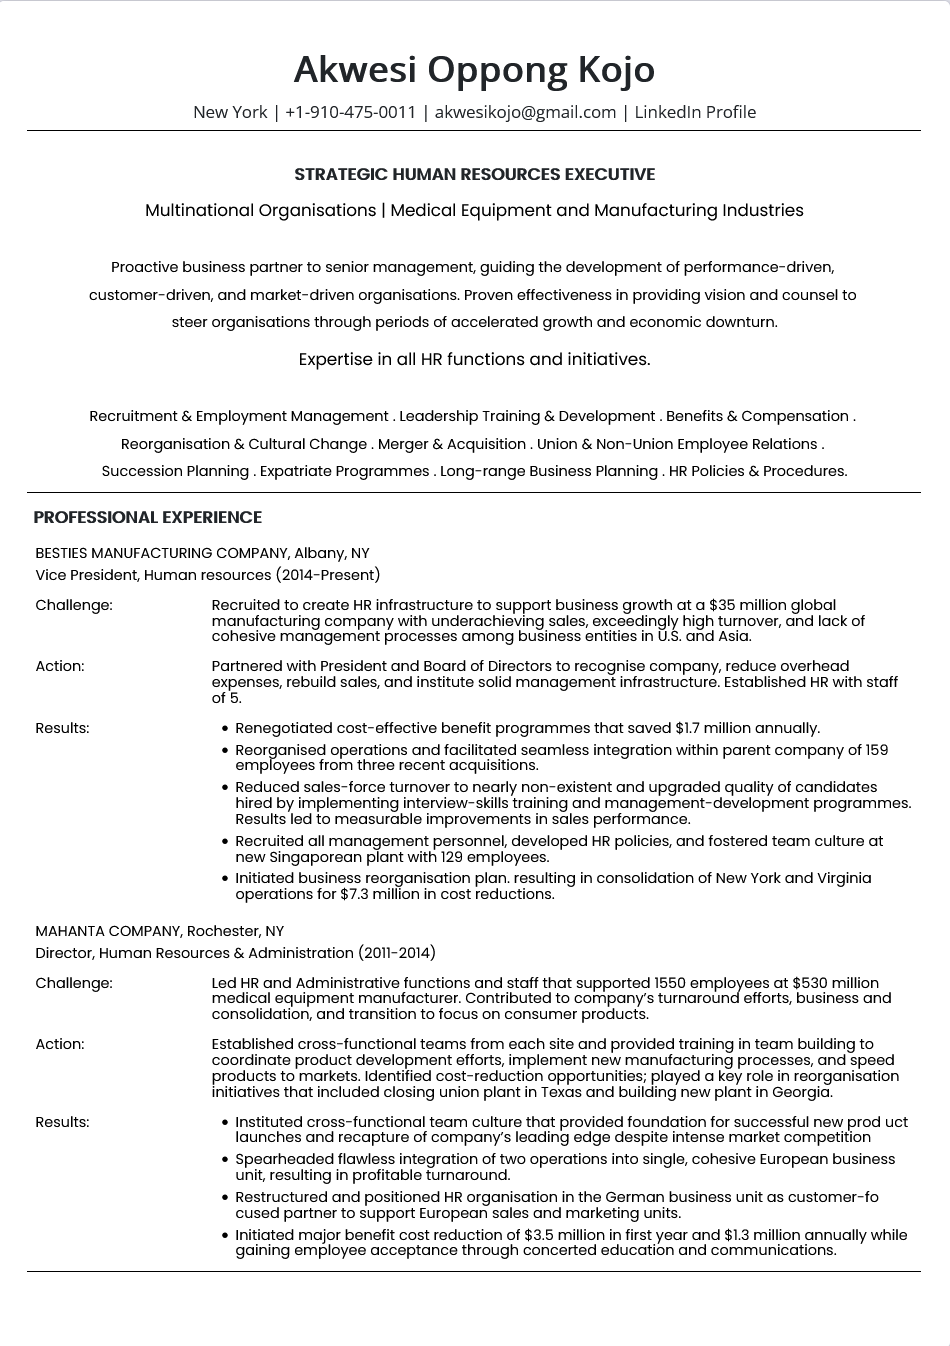 Akwesi Oppong Kojo
New York | +1-910-475-0011 | akwesikojo@gmail.com | LinkedIn Profile
STRATEGIC HUMAN RESOURCES EXECUTIVE
Multinational Organisations | Medical Equipment and Manufacturing Industries
Proactive business partner to senior management, guiding the development of performance-driven,
customer-driven, and market-driven organisations. Proven effectiveness in providing vision and counsel to
steer organisations through periods of accelerated growth and economic downturn.
Expertise in all HR functions and initiatives.
Recruitment & Employment Management . Leadership Training & Development . Benefits & Compensation .
Reorganisation & Cultural Change . Merger & Acquisition . Union & Non-Union Employee Relations .
Succession Planning . Expatriate Programmes . Long-range Business Planning . HR Policies & Procedures.
PROFESSIONAL EXPERIENCE
BESTIES MANUFACTURING COMPANY, Albany, NY
Vice President, Human resources (2014-Present)
Challenge: Recruited to create HR infrastructure to support business growth at a $35 million global
manufacturing company with underachieving sales, exceedingly high turnover, and lack of
cohesive management processes among business entities in U.S. and Asia.
Action: Partnered with President and Board of Directors to recognise company, reduce overhead
expenses, rebuild sales, and institute solid management infrastructure. Established HR with staff
of 5.
Results: • Renegotiated cost-effective benefit programmes that saved $1.7 million annually.
• Reorganised operations and facilitated seamless integration within parent company of 159
employees from three recent acquisitions.
• Reduced sales-force turnover to nearly non-existent and upgraded quality of candidates
hired by implementing interview-skills training and management-development programmes.
Results led to measurable improvements in sales performance.
• Recruited all management personnel, developed HR policies, and fostered team culture at
new Singaporean plant with 129 employees.
• Initiated business reorganisation plan. resulting in consolidation of New York and Virginia
operations for $7.3 million in cost reductions.
MAHANTA COMPANY, Rochester, NY
Director, Human Resources & Administration (2011-2014)
Challenge: Led HR and Administrative functions and staff that supported 1550 employees at $530 million
medical equipment manufacturer. Contributed to company’s turnaround efforts, business and
consolidation, and transition to focus on consumer products.
Action: Established cross-functional teams from each site and provided training in team building to
coordinate product development efforts, implement new manufacturing processes, and speed
products to markets. Identified cost-reduction opportunities; played a key role in reorganisation
initiatives that included closing union plant in Texas and building new plant in Georgia.
Results: • Instituted cross-functional team culture that provided foundation for successful new prod uct
launches and recapture of company’s leading edge despite intense market competition
• Spearheaded flawless integration of two operations into single, cohesive European business
unit, resulting in profitable turnaround.
• Restructured and positioned HR organisation in the German business unit as customer-fo
cused partner to support European sales and marketing units.
• Initiated major benefit cost reduction of $3.5 million in first year and $1.3 million annually while
gaining employee acceptance through concerted education and communications.